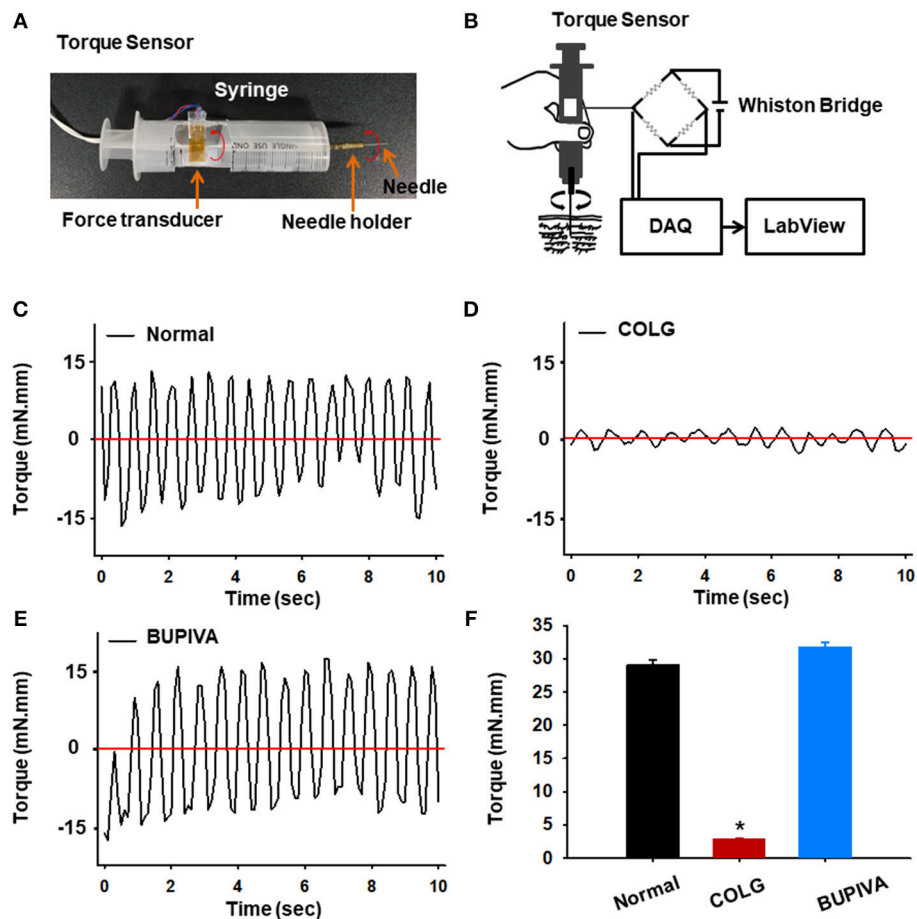 A
Torque Sensor
Syringe
SINGLE USE ONLY
Needle
Force transducer
Needle holder
B
Torque Sensor
Whiston Bridge
DAQ
LabView
C
Normal
Torque (mN.mm)
15
0
-15
0 2 4 6 8 10
Time (sec)
D
COLG
Torque (mN.mm)
15
0
-15
0 2 4 6 8 10
Time (sec)
E
BUPIVA
Torque (mN.mm)
15
0
-15
0 2 4 6 8 10
Time (sec)
F
Torque (mN.mm)
35
30
25
20
15
10
5
0
*
Normal COLG BUPIVA